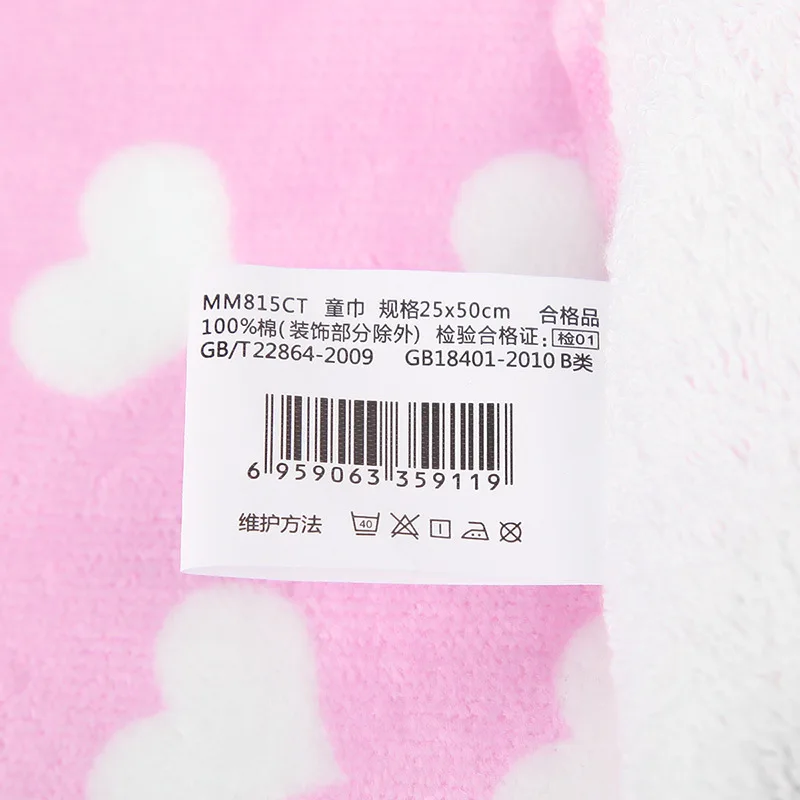 MM815CT 童巾 规格25x50cm 合格品
100%棉(装饰部分除外) 检验合格证: 检01
GB/T22864-2009 GB18401-2010 B类
6 959063 359119
维护方法 40